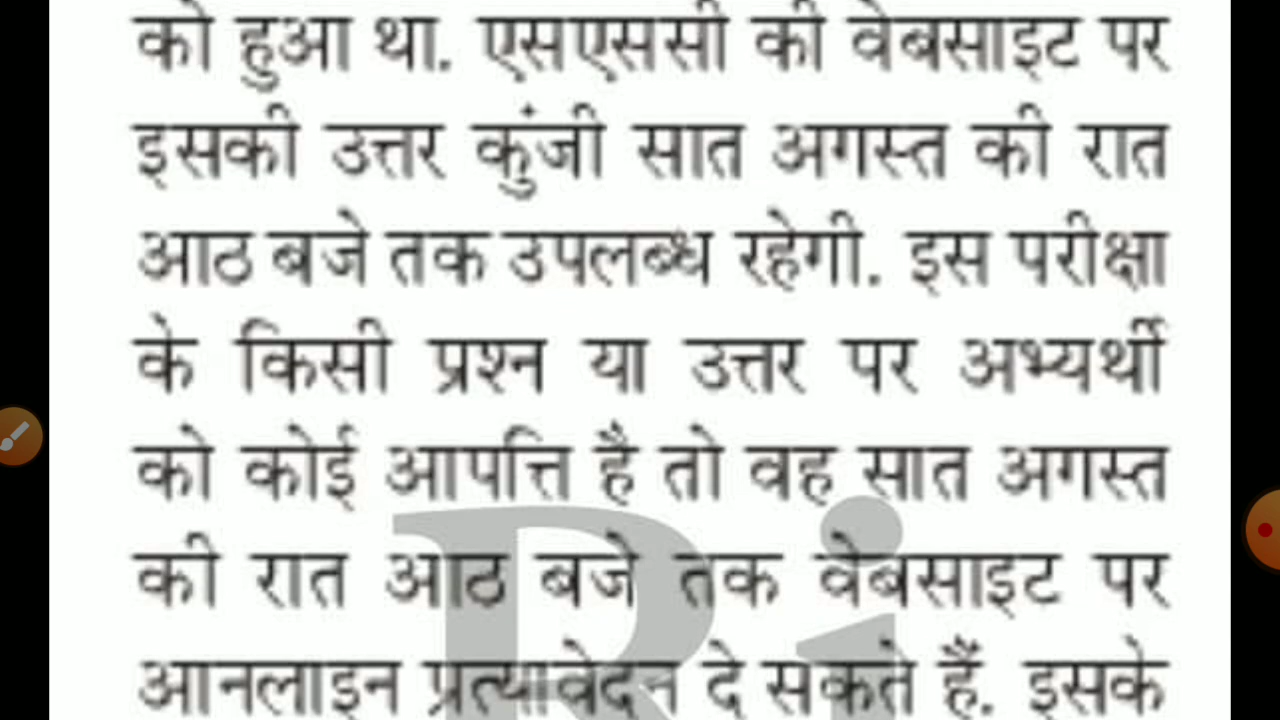 को हुआ था. एसएससी की वेबसाइट पर
इसकी उत्तर कुंजी सात अगस्त की रात
आठ बजे तक उपलब्ध रहेगी. इस परीक्षा
के किसी प्रश्न या उत्तर पर अभ्यर्थी
को कोई आपत्ति है तो वह सात अगस्त
की रात आठ बजे तक वेबसाइट पर
आनलाइन प्रत्यावेदन दे सकते हैं. इसके
Ri